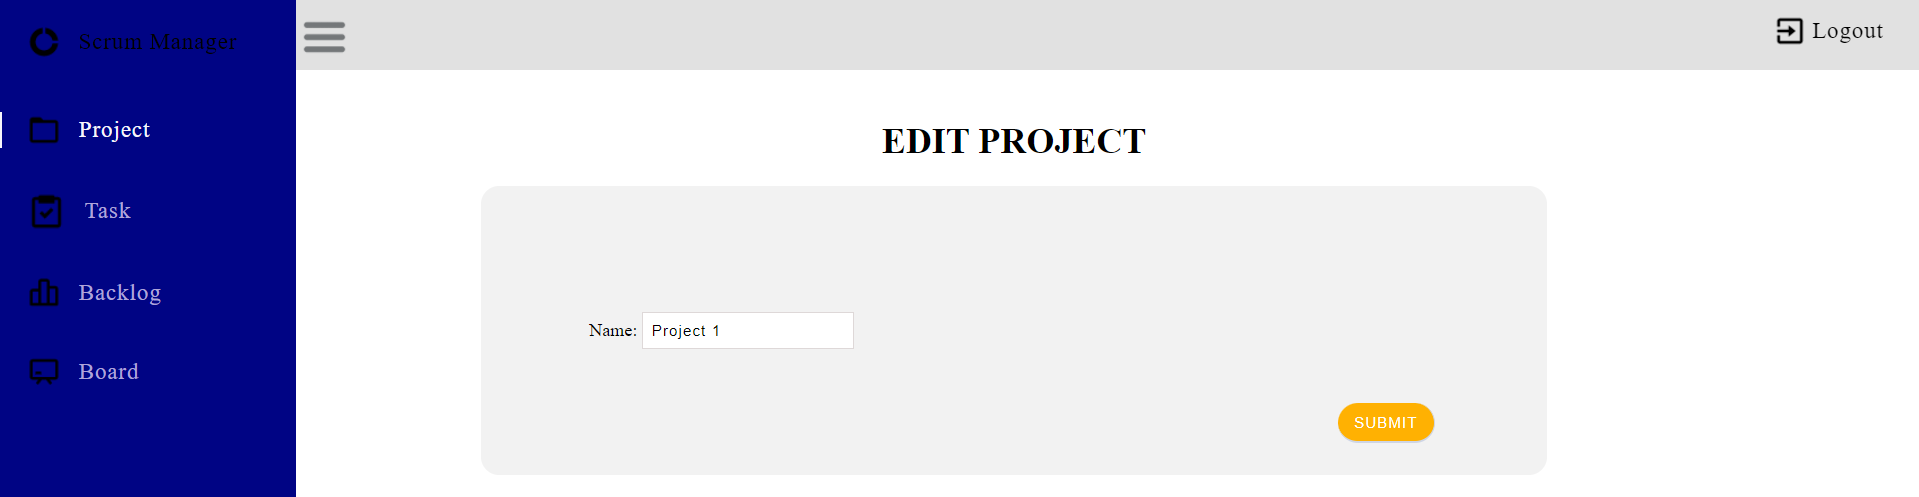 Scrum Manager
Logout
Project
Task
Backlog
Board
EDIT PROJECT
Name: Project 1
SUBMIT